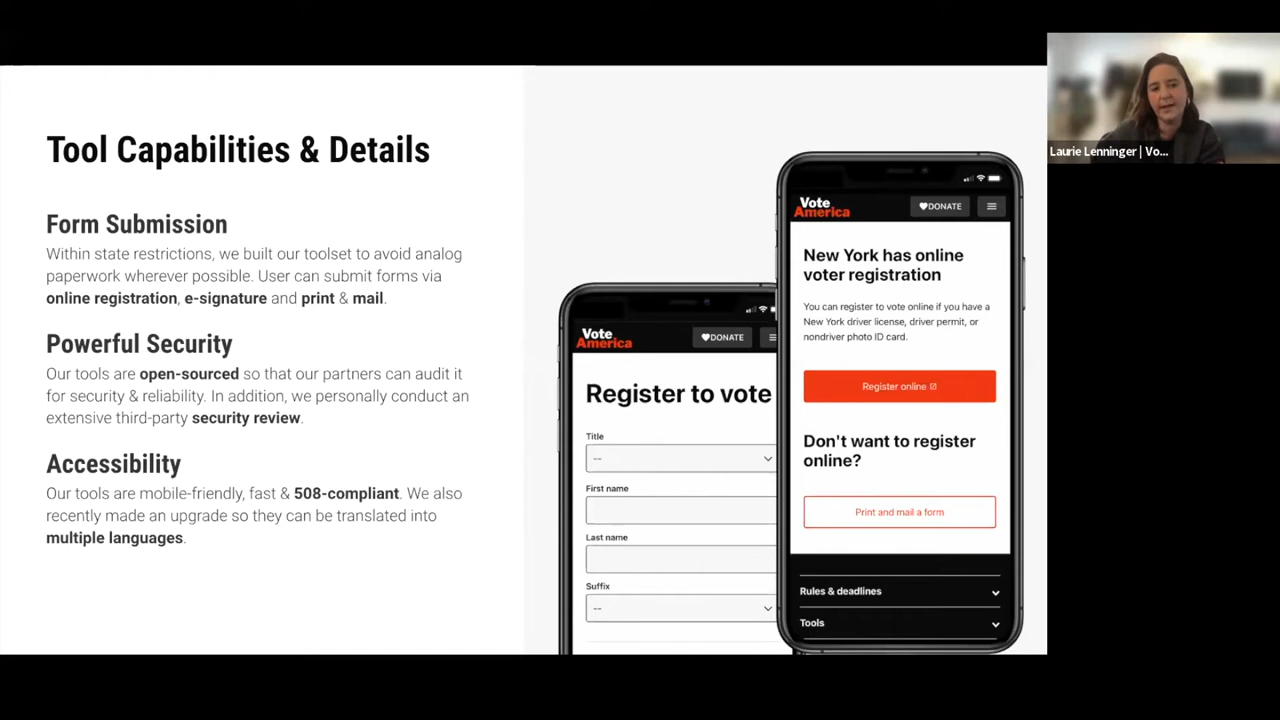 Tool Capabilities & Details
Form Submission
Within state restrictions, we built our toolset to avoid analog
paperwork wherever possible. User can submit forms via
online registration, e-signature and print & mail.
Powerful Security
Our tools are open-sourced so that our partners can audit it
for security & reliability. In addition, we personally conduct an
extensive third-party security review.
Accessibility
Our tools are mobile-friendly, fast & 508-compliant. We also
recently made an upgrade so they can be translated into
multiple languages.
Vote
America
DONATE
Register to vote
Title
--
First name
Last name
Suffix
--
Vote
America
DONATE
New York has online
voter registration
You can register to vote online if you have a
New York driver license, driver permit, or
nondriver photo ID card.
Register online
Don't want to register
online?
Print and mail a form
Rules & deadlines
Tools
Laurie Lenninger | Vo...